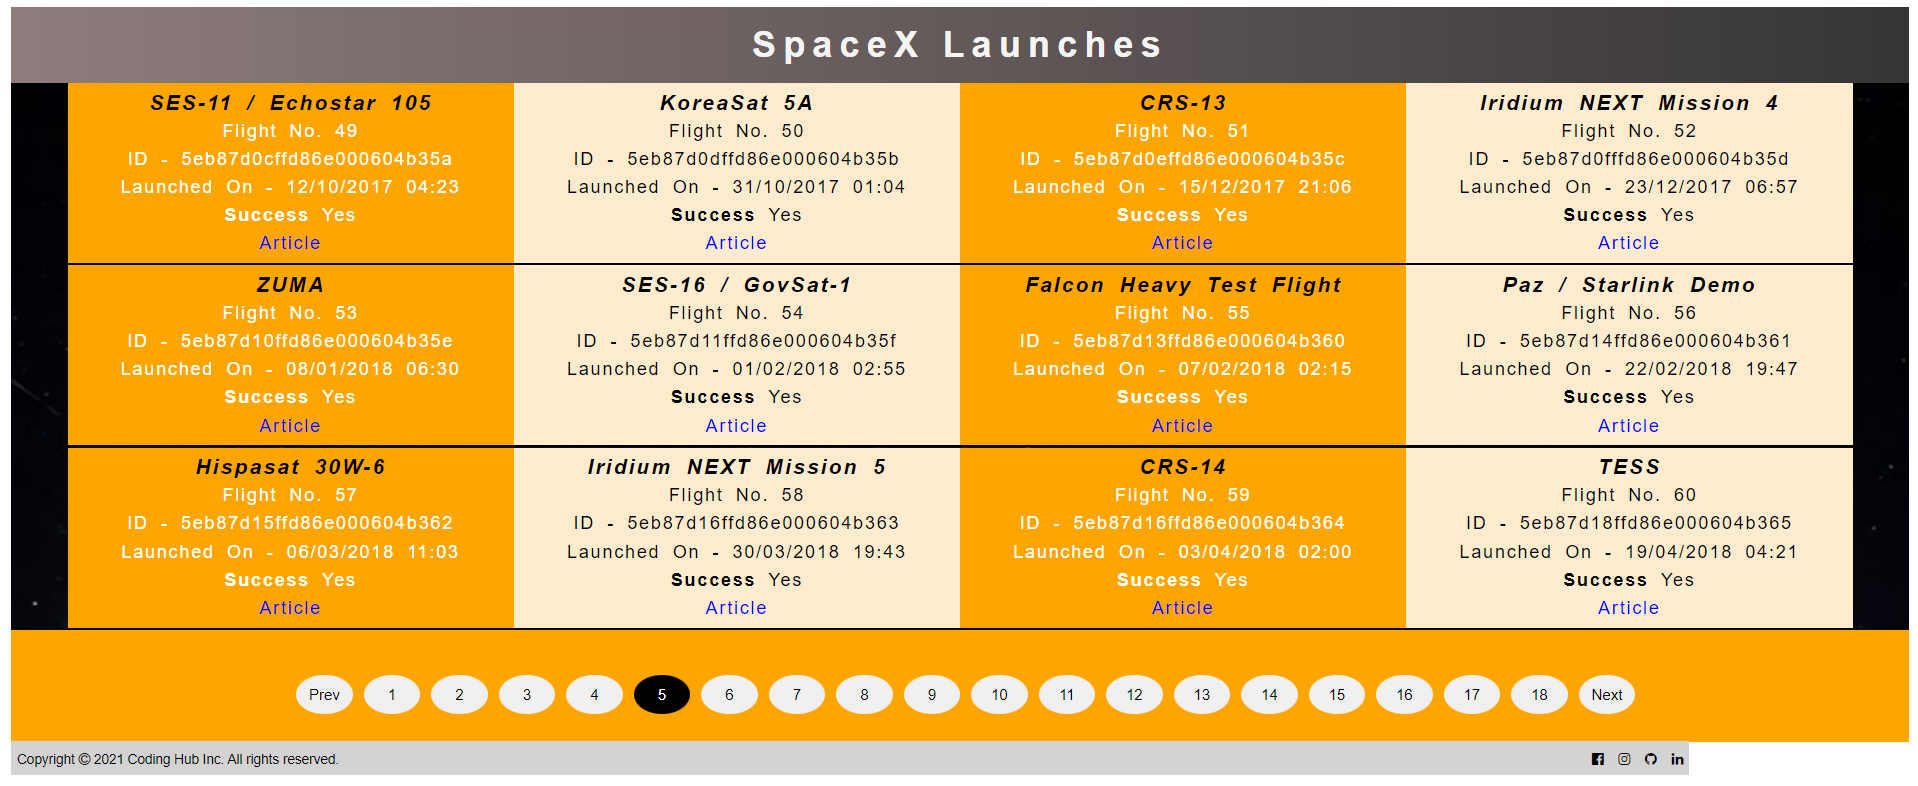 SpaceX Launches
SES-11 / Echostar 105
Flight No. 49
ID - 5eb87d0cffd86e000604b35a
Launched On - 12/10/2017 04:23
Success Yes
Article
KoreaSat 5A
Flight No. 50
ID - 5eb87d0dffd86e000604b35b
Launched On - 31/10/2017 01:04
Success Yes
Article
CRS-13
Flight No. 51
ID - 5eb87d0effd86e000604b35c
Launched On - 15/12/2017 21:06
Success Yes
Article
Iridium NEXT Mission 4
Flight No. 52
ID - 5eb87d0fffd86e000604b35d
Launched On - 23/12/2017 06:57
Success Yes
Article
ZUMA
Flight No. 53
ID - 5eb87d10ffd86e000604b35e
Launched On - 08/01/2018 06:30
Success Yes
Article
SES-16 / GovSat-1
Flight No. 54
ID - 5eb87d11ffd86e000604b35f
Launched On - 01/02/2018 02:55
Success Yes
Article
Falcon Heavy Test Flight
Flight No. 55
ID - 5eb87d13ffd86e000604b360
Launched On - 07/02/2018 02:15
Success Yes
Article
Paz / Starlink Demo
Flight No. 56
ID - 5eb87d14ffd86e000604b361
Launched On - 22/02/2018 19:47
Success Yes
Article
Hispasat 30W-6
Flight No. 57
ID - 5eb87d15ffd86e000604b362
Launched On - 06/03/2018 11:03
Success Yes
Article
Iridium NEXT Mission 5
Flight No. 58
ID - 5eb87d16ffd86e000604b363
Launched On - 30/03/2018 19:43
Success Yes
Article
CRS-14
Flight No. 59
ID - 5eb87d16ffd86e000604b364
Launched On - 03/04/2018 02:00
Success Yes
Article
TESS
Flight No. 60
ID - 5eb87d18ffd86e000604b365
Launched On - 19/04/2018 04:21
Success Yes
Article
Prev 1 2 3 4 5 6 7 8 9 10 11 12 13 14 15 16 17 18 Next
Copyright © 2021 Coding Hub Inc. All rights reserved.